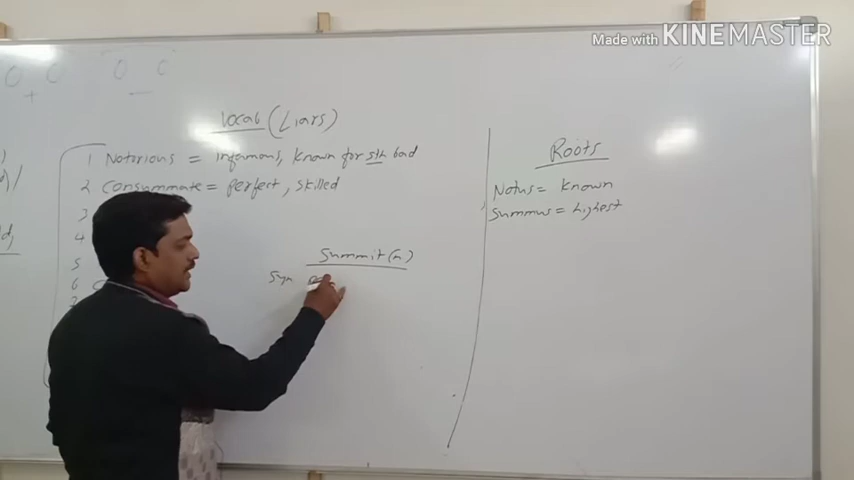 Made with KINEMASTER
Vocab (Liars)
1 Notorious = infamous, known for sth bad
2 Consummate = perfect, skilled
3
4
5
6
Summit (n)
Syn
Roots
Notus = known
Summus = highest